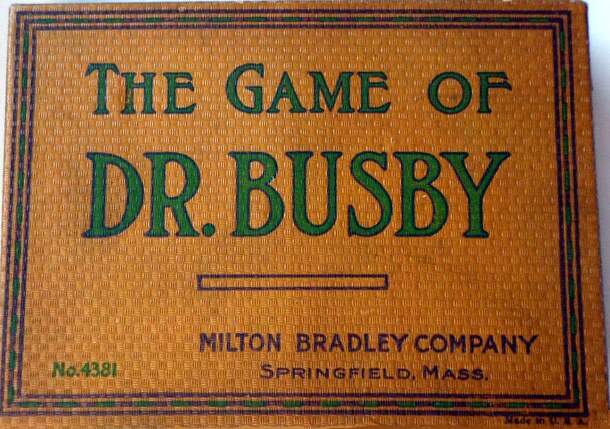 THE GAME OF
DR. BUSBY
MILTON BRADLEY COMPANY
No. 4381
SPRINGFIELD, MASS.
Made in U. S. A.